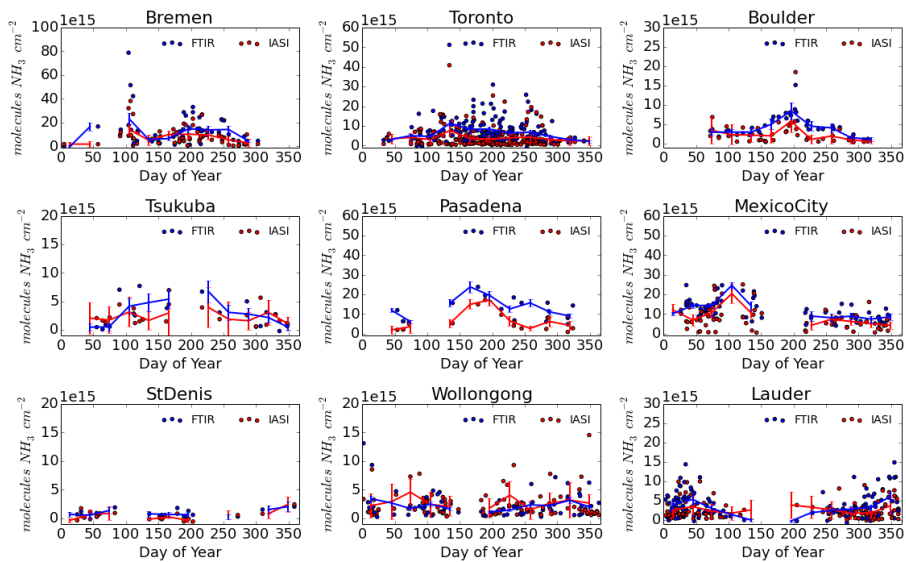 Bremen
1e15
FTIR IASI
100
80
60
40
20
0
molecules NH3 cm−2
0 50 100 150 200 250 300 350
Day of Year
Toronto
1e15
FTIR IASI
60
50
40
30
20
10
0
molecules NH3 cm−2
0 50 100 150 200 250 300 350
Day of Year
Boulder
1e15
FTIR IASI
30
25
20
15
10
5
0
molecules NH3 cm−2
0 50 100 150 200 250 300 350
Day of Year
Tsukuba
1e15
FTIR IASI
20
15
10
5
0
molecules NH3 cm−2
0 50 100 150 200 250 300 350
Day of Year
Pasadena
1e15
FTIR IASI
60
50
40
30
20
10
0
molecules NH3 cm−2
0 50 100 150 200 250 300 350
Day of Year
MexicoCity
1e15
FTIR IASI
60
50
40
30
20
10
0
molecules NH3 cm−2
0 50 100 150 200 250 300 350
Day of Year
StDenis
1e15
FTIR IASI
20
15
10
5
0
molecules NH3 cm−2
0 50 100 150 200 250 300 350
Day of Year
Wollongong
1e15
FTIR IASI
20
15
10
5
0
molecules NH3 cm−2
0 50 100 150 200 250 300 350
Day of Year
Lauder
1e15
FTIR IASI
30
25
20
15
10
5
0
molecules NH3 cm−2
0 50 100 150 200 250 300 350
Day of Year